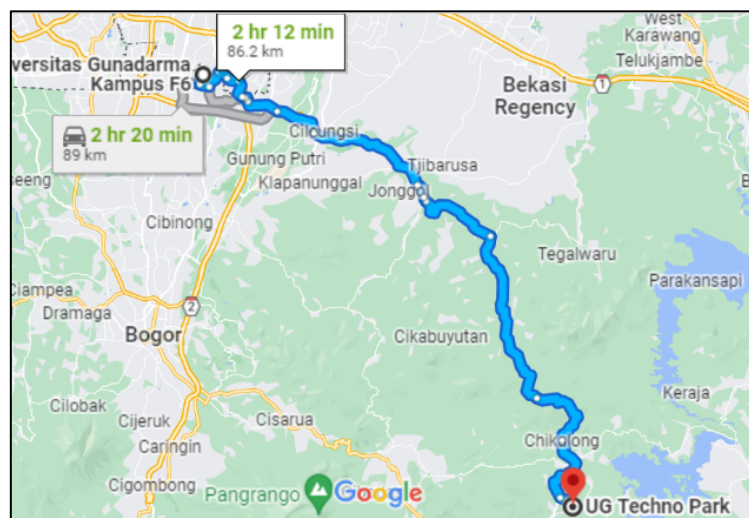 2 hr 12 min
86.2 km
West
Karawang
Telukjambe
versitas Gunadarma
Kampus F6
Bekasi
Regency
1
2 hr 20 min
89 km
Cileungsi
Gunung Putri
Klapanunggal
Tjibarusa
Jonggol
seeng
Cibinong
Tegalwaru
Parakansapi
Ciampea
Dramaga
2
Bogor
Cikabuyutan
Cilobak
Keraja
Cijeruk
Cisarua
Caringin
Chikalong
Cigombong
Pangrango
Google
UG Techno Park